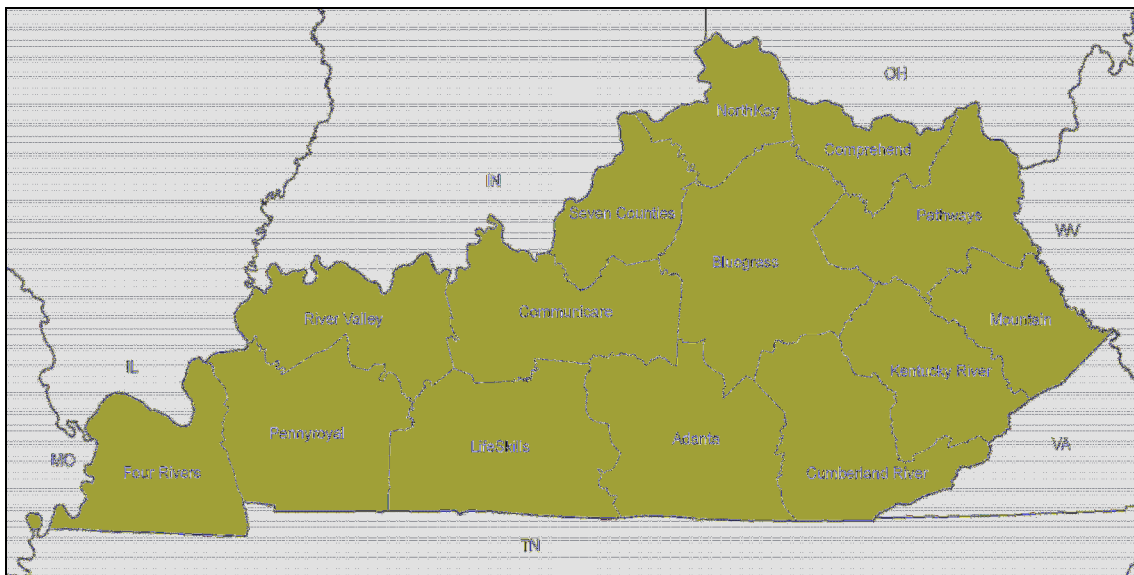 OH
NorthKey
Comprehend
IN
Seven Counties
Pathways
WV
Bluegrass
River Valley
Communicare
Mountain
IL
Kentucky River
Pennyroyal
LifeSkills
Adanta
MO
Four Rivers
Cumberland River
VA
TN